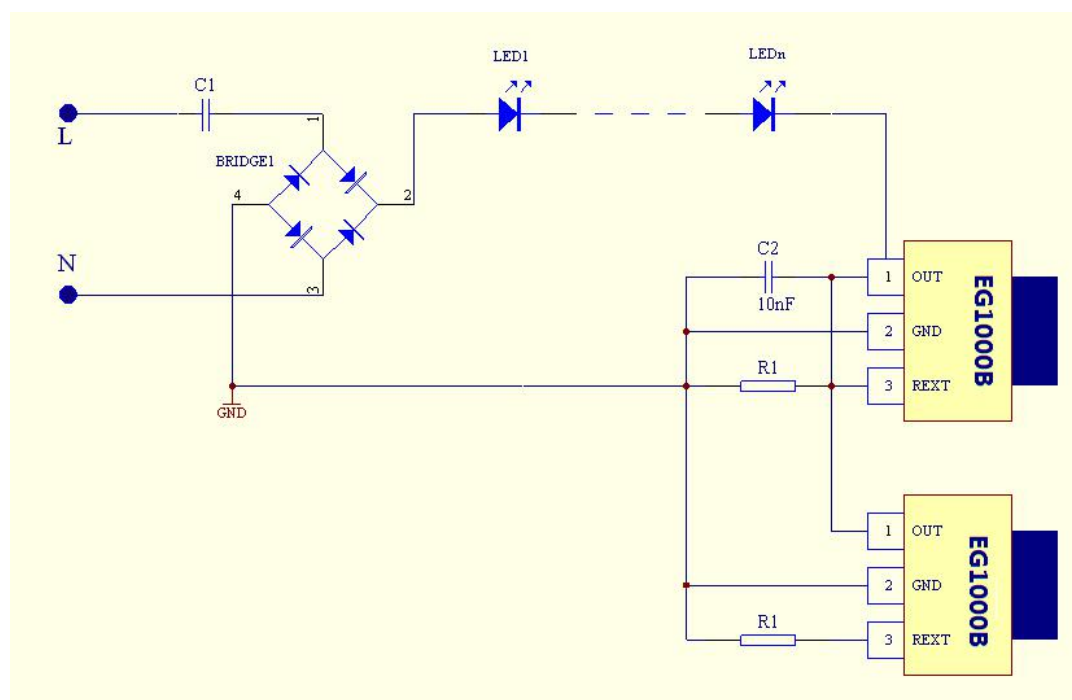 LED1
LEDn
C1
L
1
BRIDGE1
4
2
N
3
GND
C2
10nF
1 OUT
2 GND
R1
3 REXT
EG1000B
1 OUT
2 GND
R1
3 REXT
EG1000B